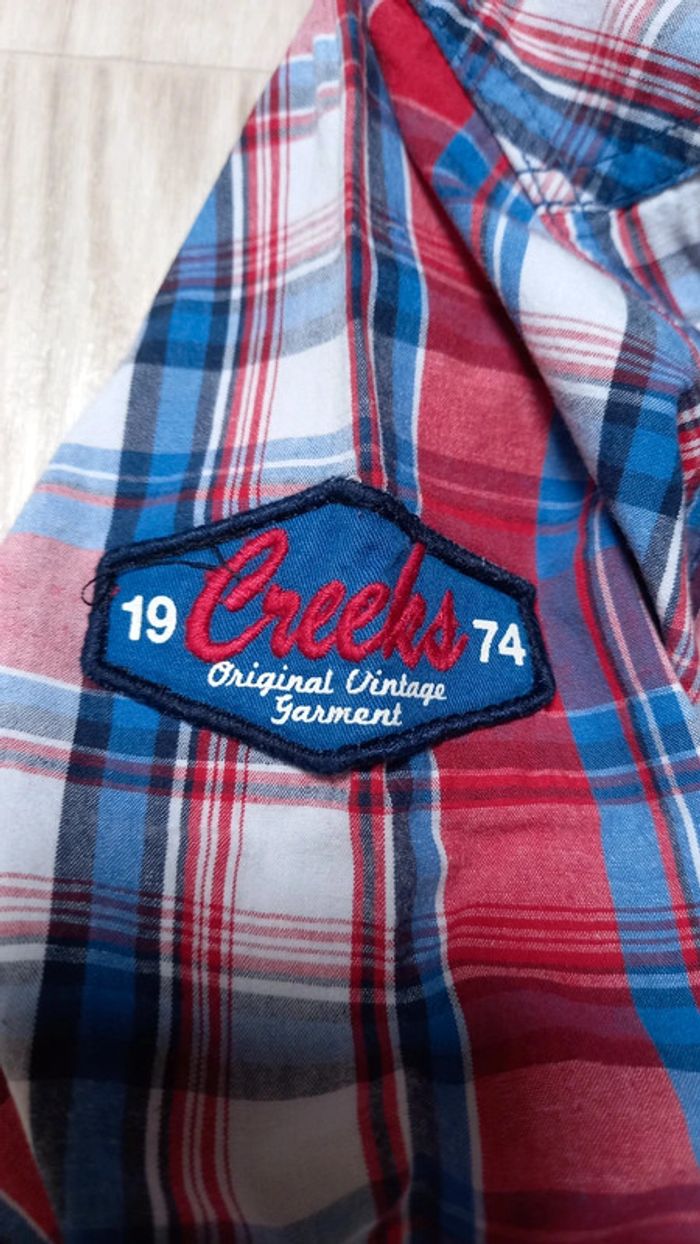 19 Creeks 74
Original Vintage
Garment